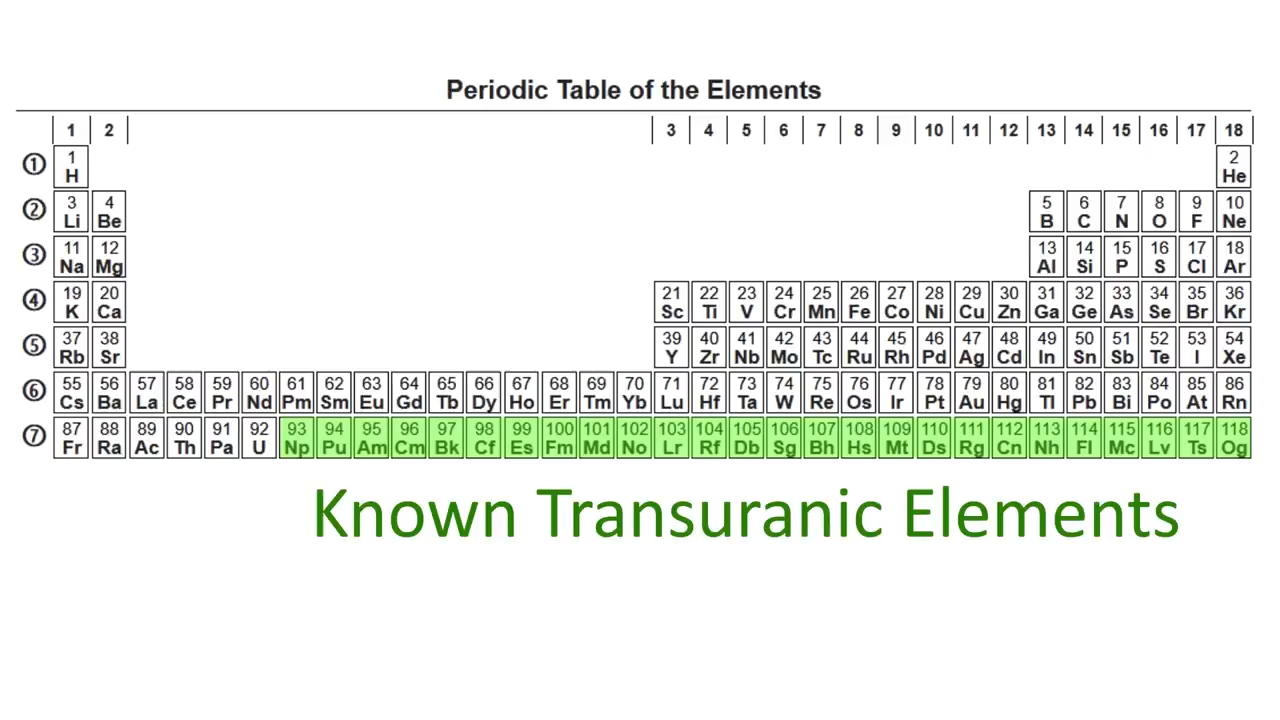 Periodic Table of the Elements
1 2 3 4 5 6 7 8 9 10 11 12 13 14 15 16 17 18
① 1 2
H He
② 3 4 5 6 7 8 9 10
Li Be B C N O F Ne
③ 11 12 13 14 15 16 17 18
Na Mg Al Si P S Cl Ar
④ 19 20 21 22 23 24 25 26 27 28 29 30 31 32 33 34 35 36
K Ca Sc Ti V Cr Mn Fe Co Ni Cu Zn Ga Ge As Se Br Kr
⑤ 37 38 39 40 41 42 43 44 45 46 47 48 49 50 51 52 53 54
Rb Sr Y Zr Nb Mo Tc Ru Rh Pd Ag Cd In Sn Sb Te I Xe
⑥ 55 56 57 58 59 60 61 62 63 64 65 66 67 68 69 70 71 72 73 74 75 76 77 78 79 80 81 82 83 84 85 86
Cs Ba La Ce Pr Nd Pm Sm Eu Gd Tb Dy Ho Er Tm Yb Lu Hf Ta W Re Os Ir Pt Au Hg Tl Pb Bi Po At Rn
⑦ 87 88 89 90 91 92 93 94 95 96 97 98 99 100 101 102 103 104 105 106 107 108 109 110 111 112 113 114 115 116 117 118
Fr Ra Ac Th Pa U Np Pu Am Cm Bk Cf Es Fm Md No Lr Rf Db Sg Bh Hs Mt Ds Rg Cn Nh Fl Mc Lv Ts Og
Known Transuranic Elements